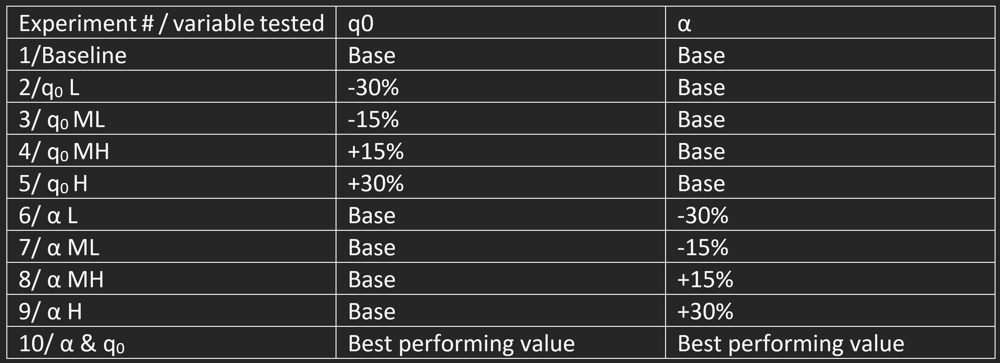 Experiment # / variable tested q0 α
1/Baseline Base Base
2/q₀ L -30% Base
3/ q₀ ML -15% Base
4/ q₀ MH +15% Base
5/ q₀ H +30% Base
6/ α L Base -30%
7/ α ML Base -15%
8/ α MH Base +15%
9/ α H Base +30%
10/ α & q₀ Best performing value Best performing value